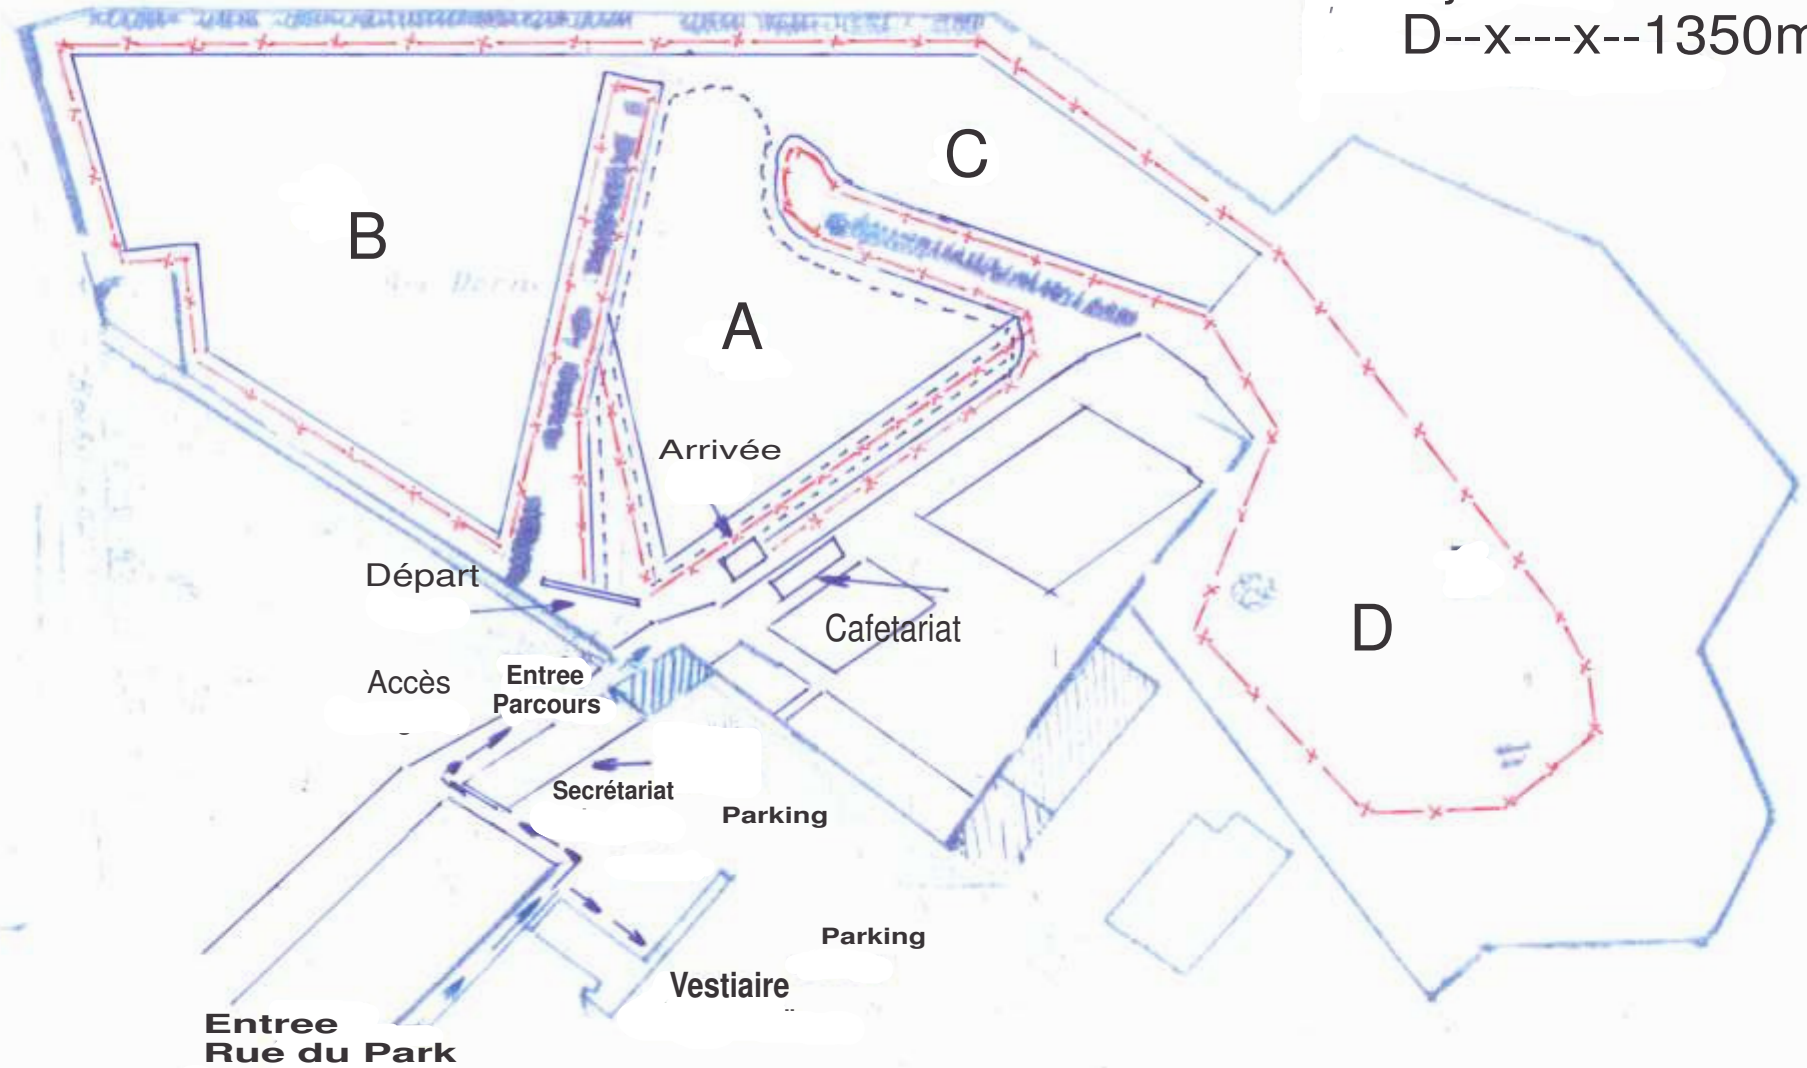 D--x---x--1350m
C
B
A
Arrivée
Départ
Cafetariat
D
Accès
Entree
Parcours
Secrétariat
Parking
Parking
Vestiaire
Entree
Rue du Park